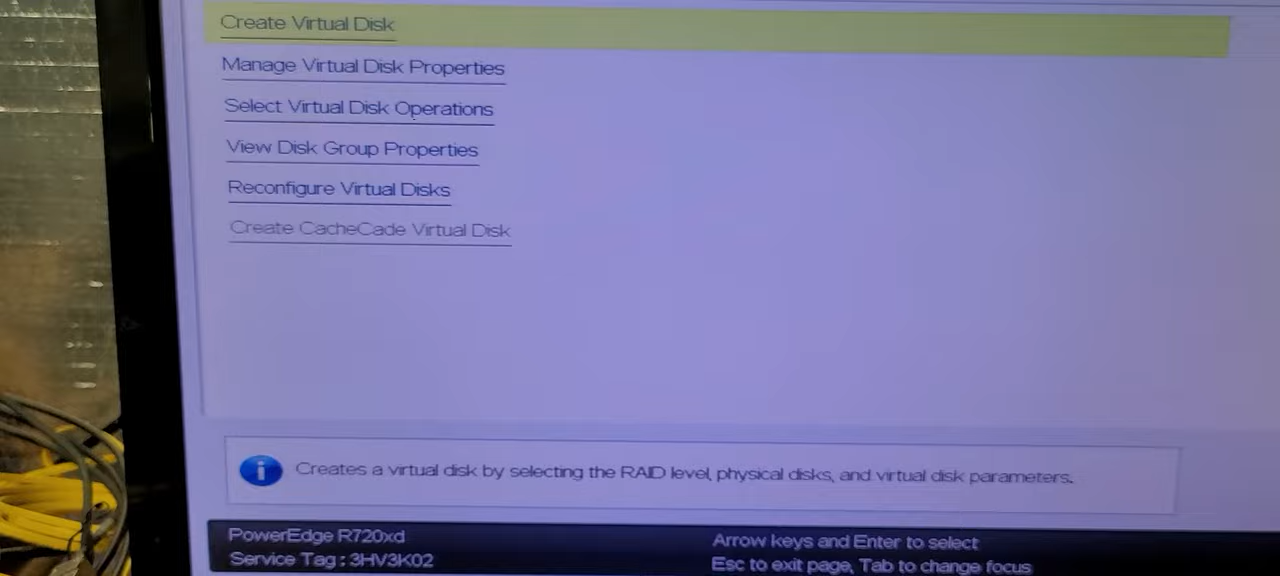 Create Virtual Disk
Manage Virtual Disk Properties
Select Virtual Disk Operations
View Disk Group Properties
Reconfigure Virtual Disks
Create CacheCade Virtual Disk
Creates a virtual disk by selecting the RAID level, physical disks, and virtual disk parameters.
PowerEdge R720xd
Service Tag : 3HV3K02
Arrow keys and Enter to select
Esc to exit page, Tab to change focus